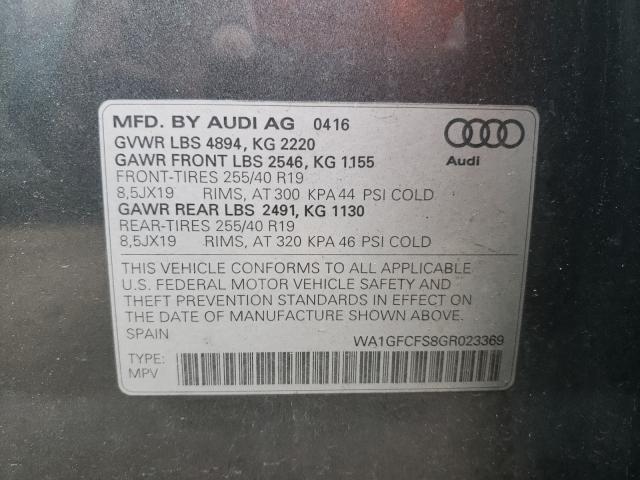 MFD. BY AUDI AG 0416
GVWR LBS 4894, KG 2220
GAWR FRONT LBS 2546, KG 1155
FRONT-TIRES 255/40 R19
8,5JX19 RIMS, AT 300 KPA 44 PSI COLD
GAWR REAR LBS 2491, KG 1130
REAR-TIRES 255/40 R19
8,5JX19 RIMS, AT 320 KPA 46 PSI COLD
Audi
THIS VEHICLE CONFORMS TO ALL APPLICABLE
U.S. FEDERAL MOTOR VEHICLE SAFETY AND
THEFT PREVENTION STANDARDS IN EFFECT ON
THE DATE OF MANUFACTURE SHOWN ABOVE.
SPAIN
WA1GFCFS8GR023369
TYPE:
MPV